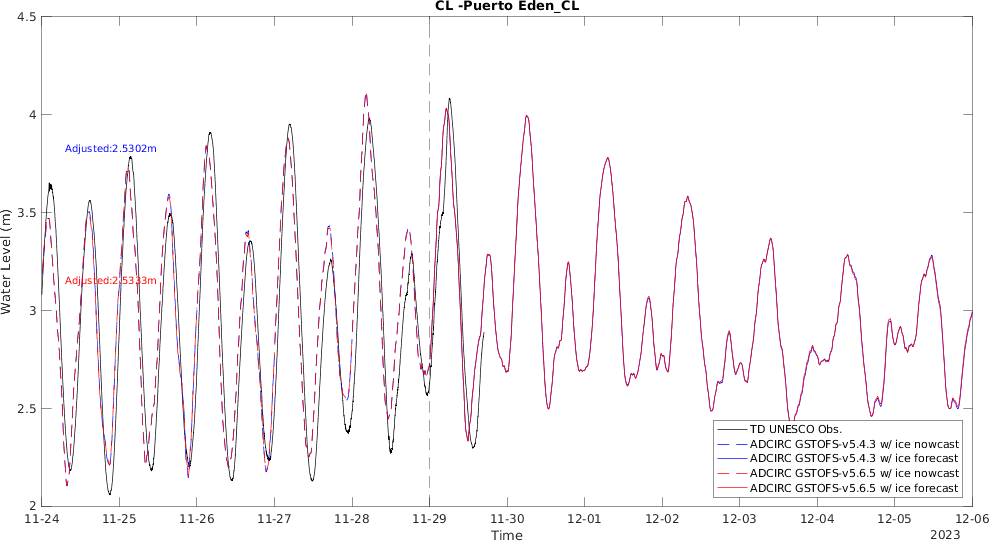 CL -Puerto Eden_CL
4.5
4
3.5
3
2.5
2
Water Level (m)
Adjusted:2.5302m
Adjusted:2.5333m
TD UNESCO Obs.
ADCIRC GSTOFS-v5.4.3 w/ ice nowcast
ADCIRC GSTOFS-v5.4.3 w/ ice forecast
ADCIRC GSTOFS-v5.6.5 w/ ice nowcast
ADCIRC GSTOFS-v5.6.5 w/ ice forecast
11-24 11-25 11-26 11-27 11-28 11-29 11-30 12-01 12-02 12-03 12-04 12-05 12-06
Time
2023